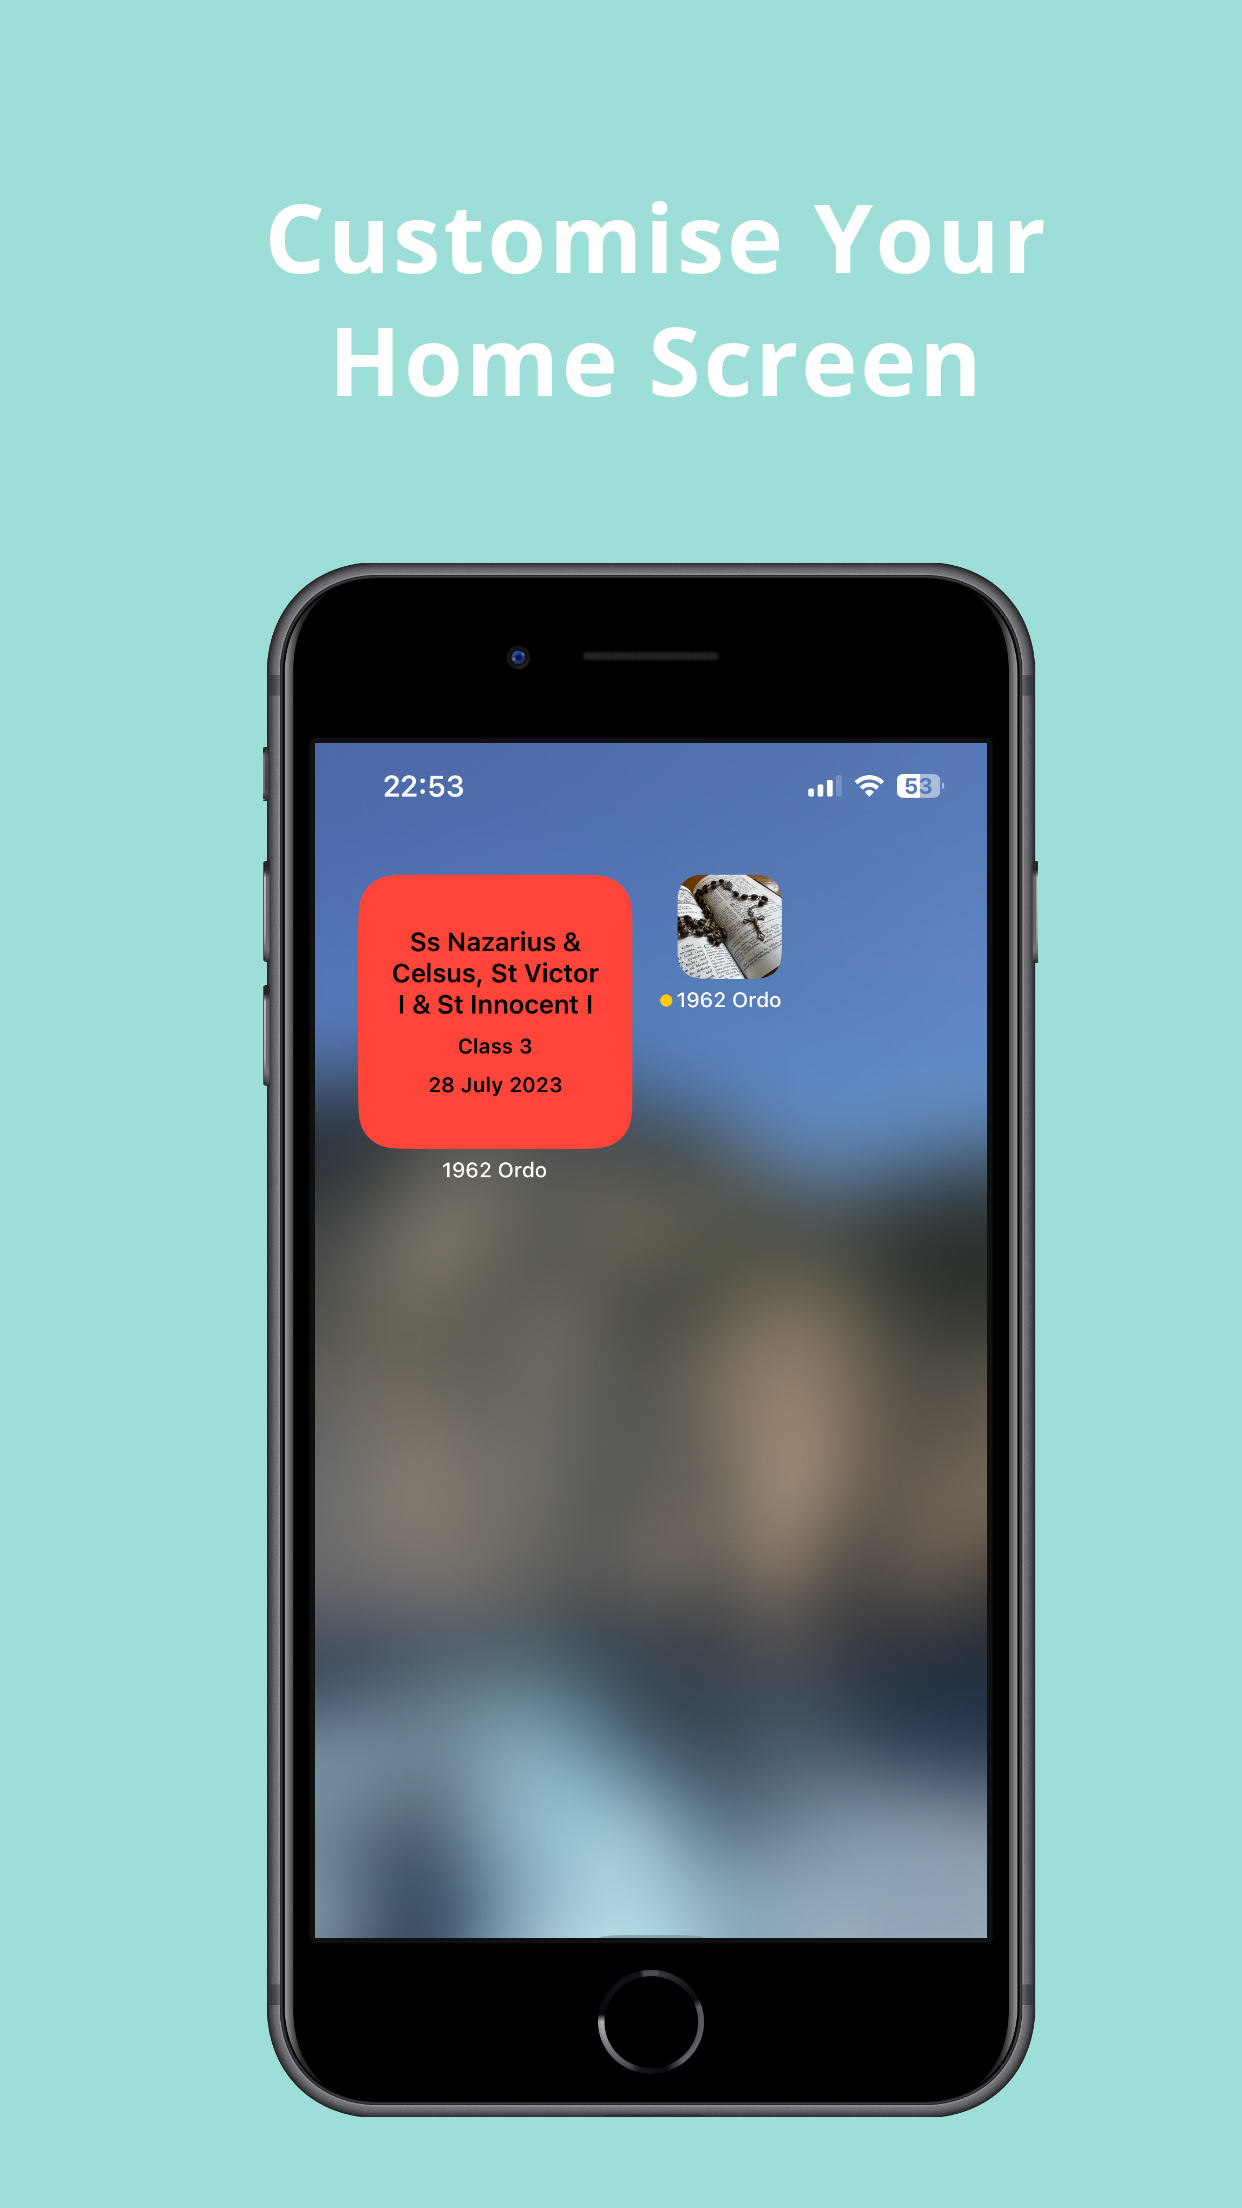 Customise Your
Home Screen
22:53
53
Ss Nazarius &
Celsus, St Victor
I & St Innocent I
Class 3
28 July 2023
1962 Ordo
1962 Ordo